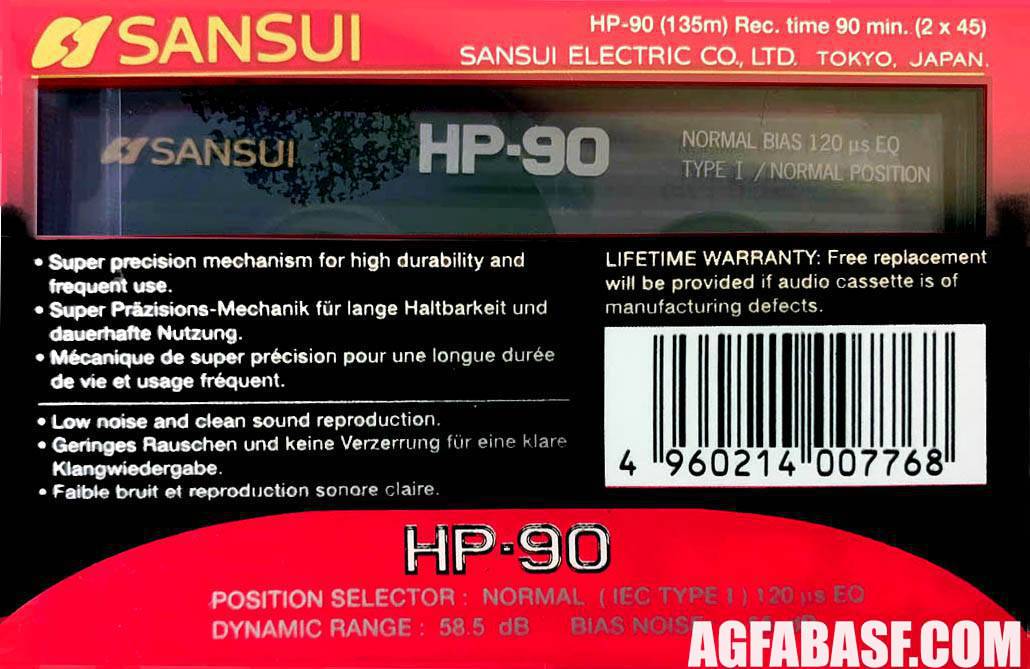 SANSUI
HP-90 (135m) Rec. time 90 min. (2 x 45)
SANSUI ELECTRIC CO., LTD. TOKYO, JAPAN.
SANSUI
HP-90
NORMAL BIAS 120 µs EQ
TYPE I / NORMAL POSITION
• Super precision mechanism for high durability and
frequent use.
• Super Präzisions-Mechanik für lange Haltbarkeit und
dauerhafte Nutzung.
• Mécanique de super précision pour une longue durée
de vie et usage fréquent.
• Low noise and clean sound reproduction.
• Geringes Rauschen und keine Verzerrung für eine klare
Klangwiedergabe.
• Faible bruit et reproduction sonore claire.
LIFETIME WARRANTY: Free replacement
will be provided if audio cassette is of
manufacturing defects.
4 960214 007768
HP-90
POSITION SELECTOR : NORMAL (IEC TYPE I) 120 µs EQ
DYNAMIC RANGE : 58.5 dB BIAS NOISE
AGFABASF.COM